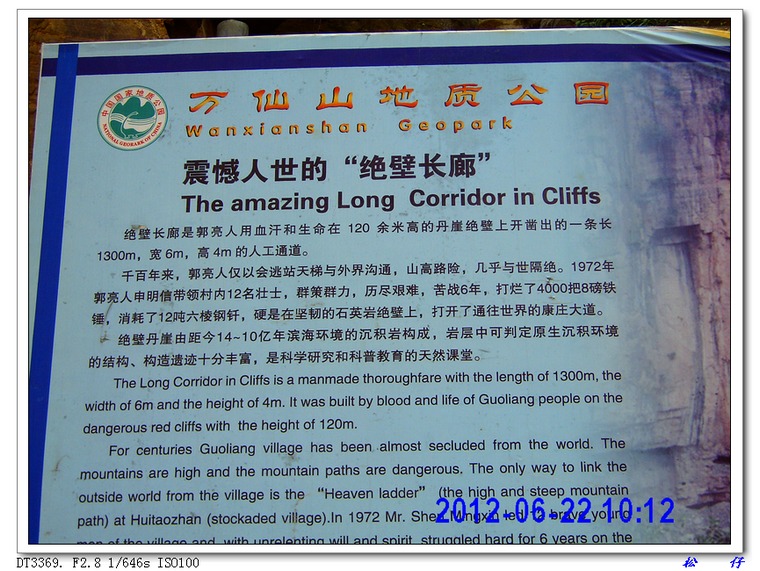 中国国家地质公园
NATIONAL GEOPARK OF CHINA
万仙山地质公园
Wanxianshan Geopark
震憾人世的“绝壁长廊”
The amazing Long Corridor in Cliffs
绝壁长廊是郭亮人用血汗和生命在 120 余米高的丹崖绝壁上开凿出的一条长
1300m，宽 6m，高 4m 的人工通道。
千百年来，郭亮人仅以会逃站天梯与外界沟通，山高路险，几乎与世隔绝。1972年
郭亮人申明信带领村内12名壮士，群策群力，历尽艰难，苦战6年，打烂了4000把8磅铁
锤，消耗了12吨六棱钢钎，硬是在坚韧的石英岩绝壁上，打开了通往世界的康庄大道。
绝壁丹崖由距今14~10亿年滨海环境的沉积岩构成，岩层中可判定原生沉积环境
的结构、构造遗迹十分丰富，是科学研究和科普教育的天然课堂。
The Long Corridor in Cliffs is a manmade thoroughfare with the length of 1300m, the
width of 6m and the height of 4m. It was built by blood and life of Guoliang people on the
dangerous red cliffs with the height of 120m.
For centuries Guoliang village has been almost secluded from the world. The
mountains are high and the mountain paths are dangerous. The only way to link the
outside world from the village is the “Heaven ladder” (the high and steep mountain
path) at Huitaozhan (stockaded village).In 1972 Mr. Shen Mingxin led 12 brave young
men of the village and with unrelenting will and spirit struggled hard for 6 years on the
2012-06-22 10:12
DT3369. F2.8 1/646s ISO100
松 仔